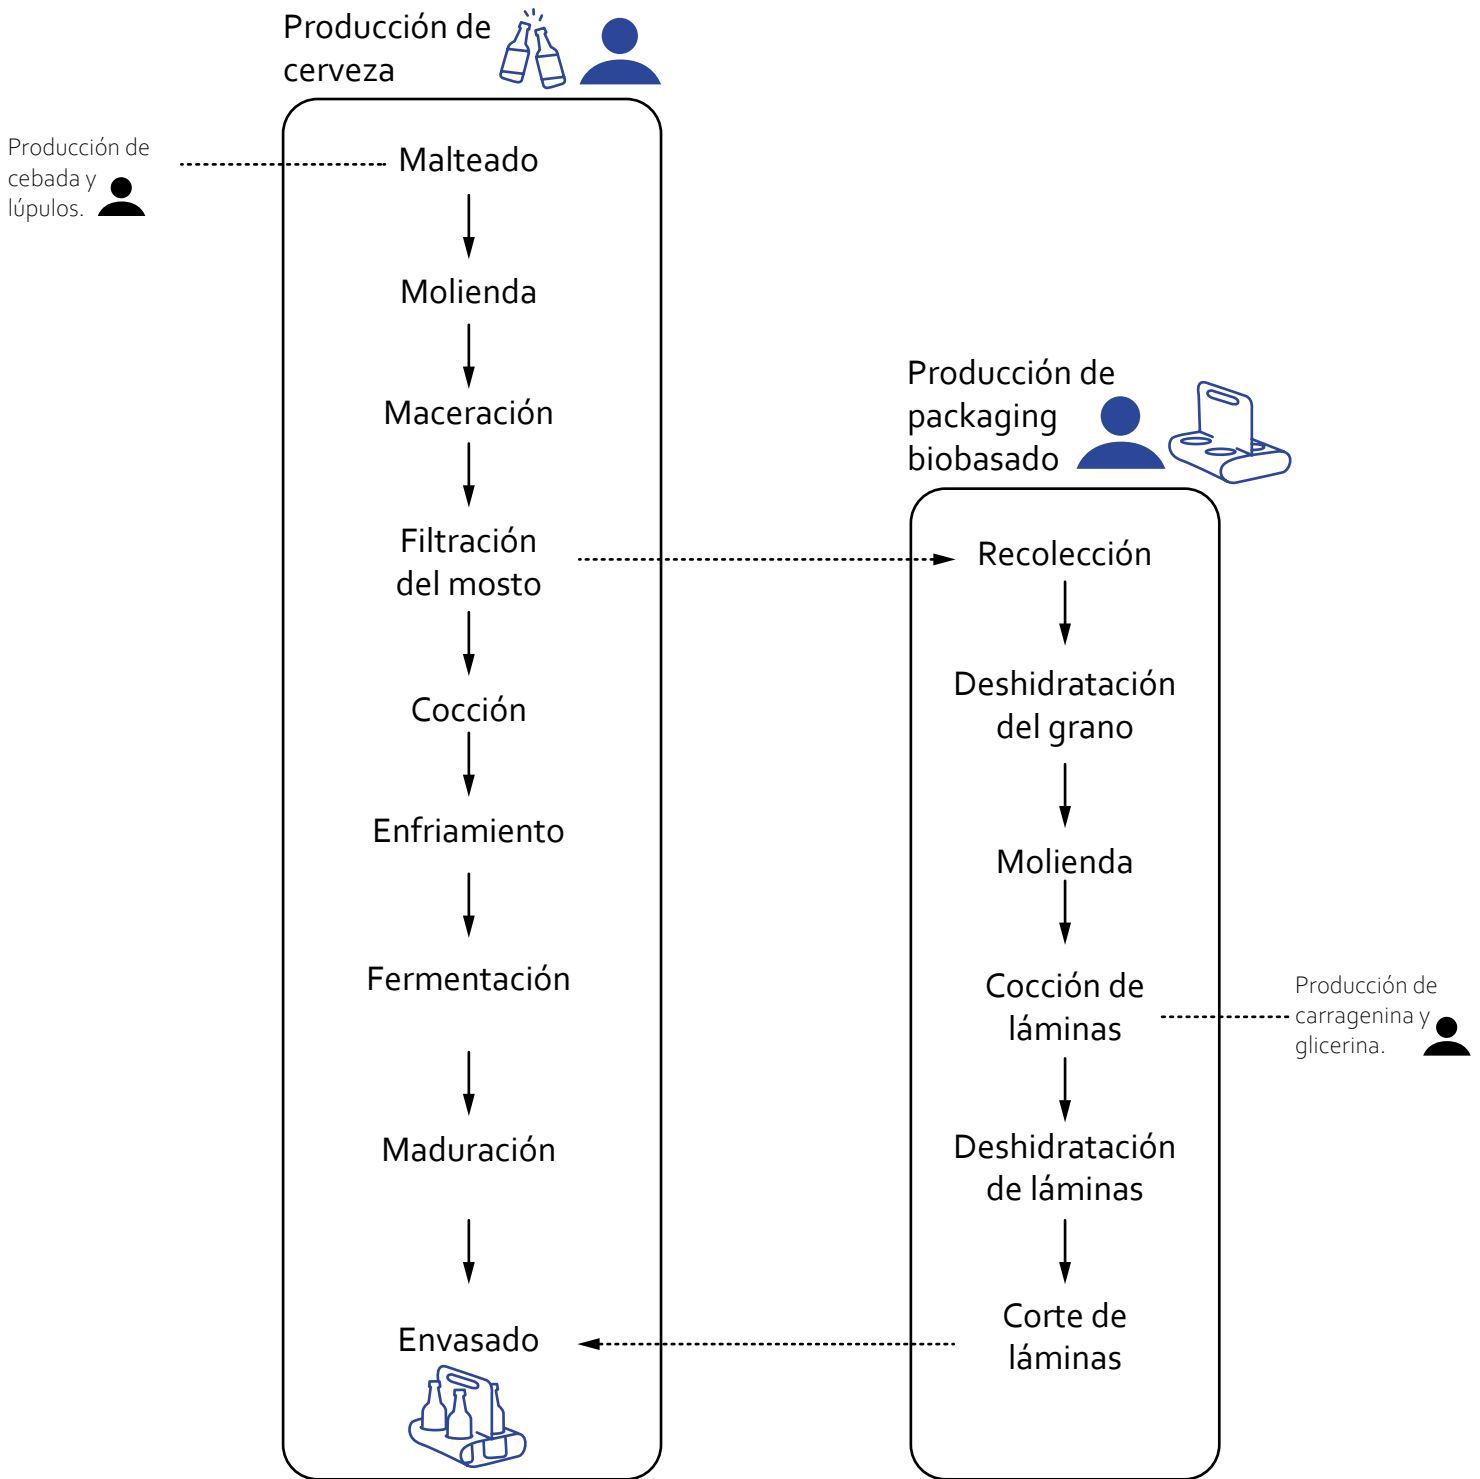 Producción de
cerveza
Producción de
cebada y
lúpulos.
Malteado
Molienda
Maceración
Filtración
del mosto
Cocción
Enfriamiento
Fermentación
Maduración
Envasado
Producción de
packaging
biobasado
Recolección
Deshidratación
del grano
Molienda
Cocción de
láminas
Deshidratación
de láminas
Corte de
láminas
Producción de
carragenina y
glicerina.